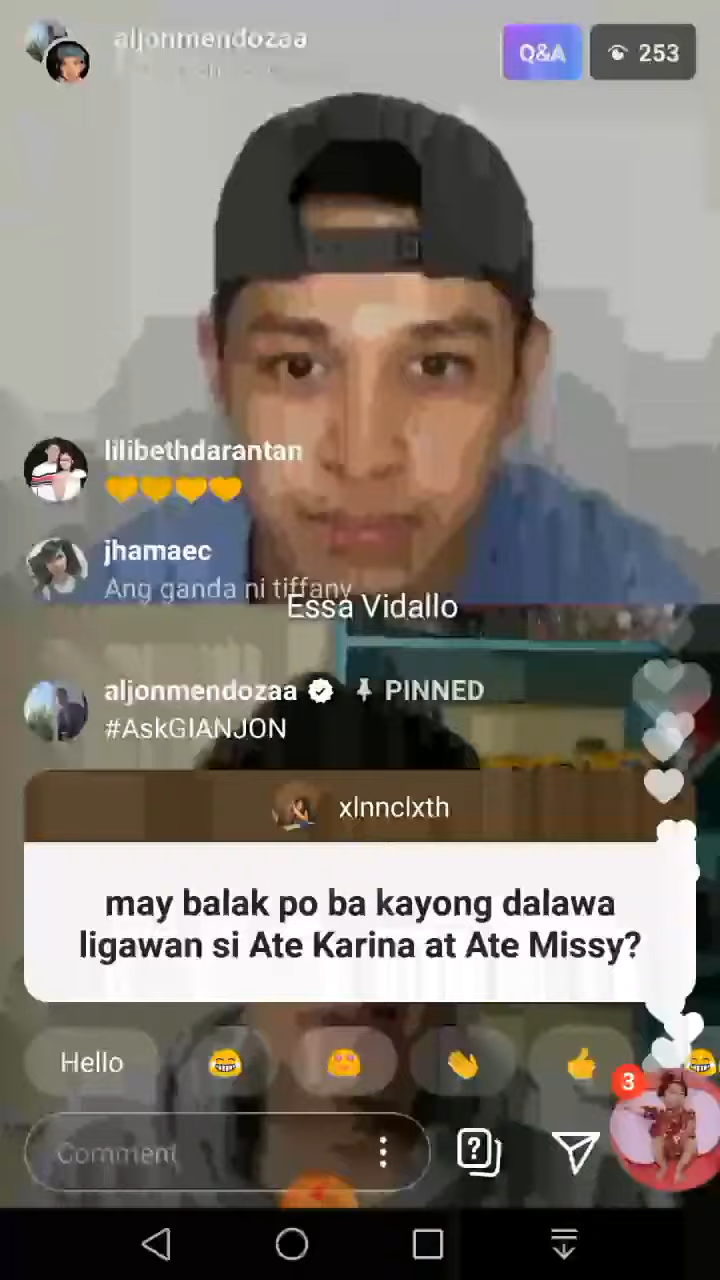 aljonmendozaa
Q&A
253
lilibethdarantan
🧡🧡🧡🧡
jhamaec
Ang ganda ni tiffany
Essa Vidallo
aljonmendozaa PINNED
#AskGIANJON
xlnnclxth
may balak po ba kayong dalawa
ligawan si Ate Karina at Ate Missy?
Hello
Comment
3